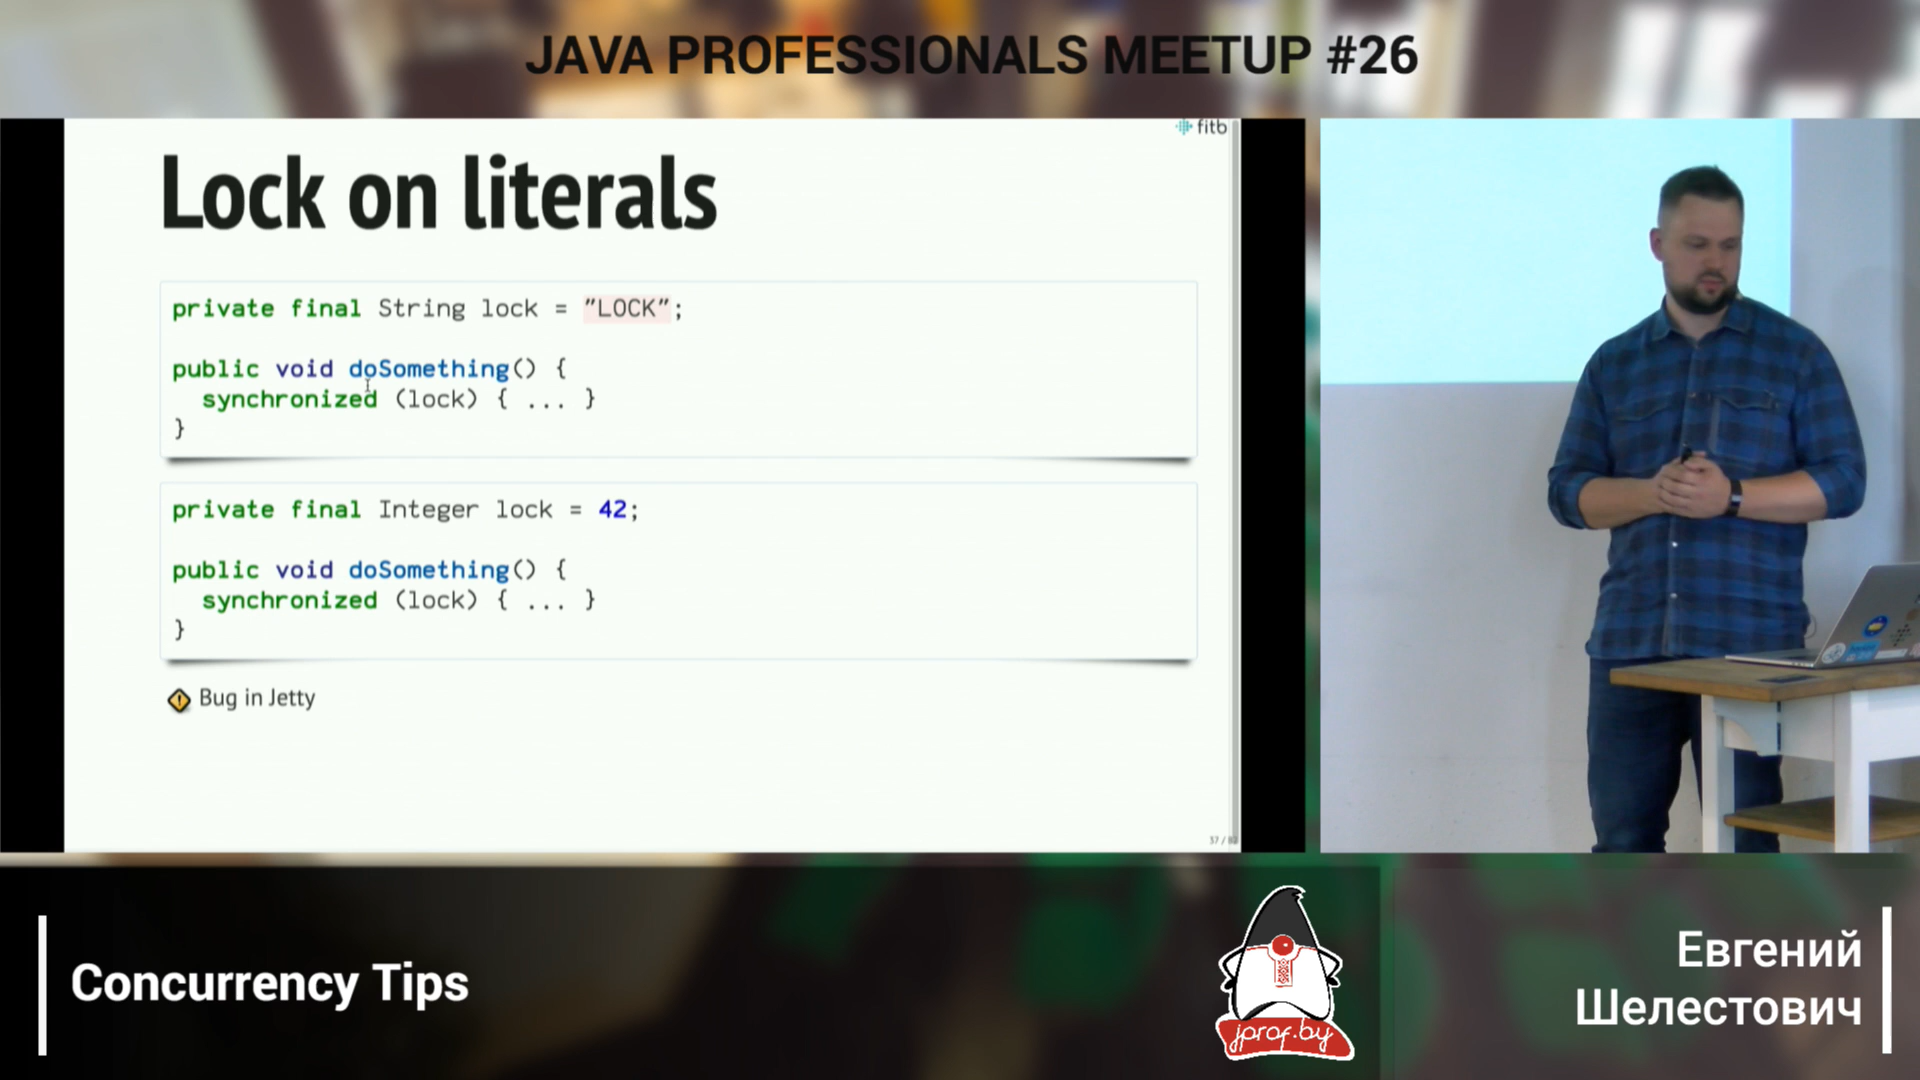 JAVA PROFESSIONALS MEETUP #26
fitb
Lock on literals
private final String lock = "LOCK";
public void doSomething() {
synchronized (lock) { ... }
}
private final Integer lock = 42;
public void doSomething() {
synchronized (lock) { ... }
}
Bug in Jetty
Concurrency Tips
jprof.by
Евгений
Шелестович